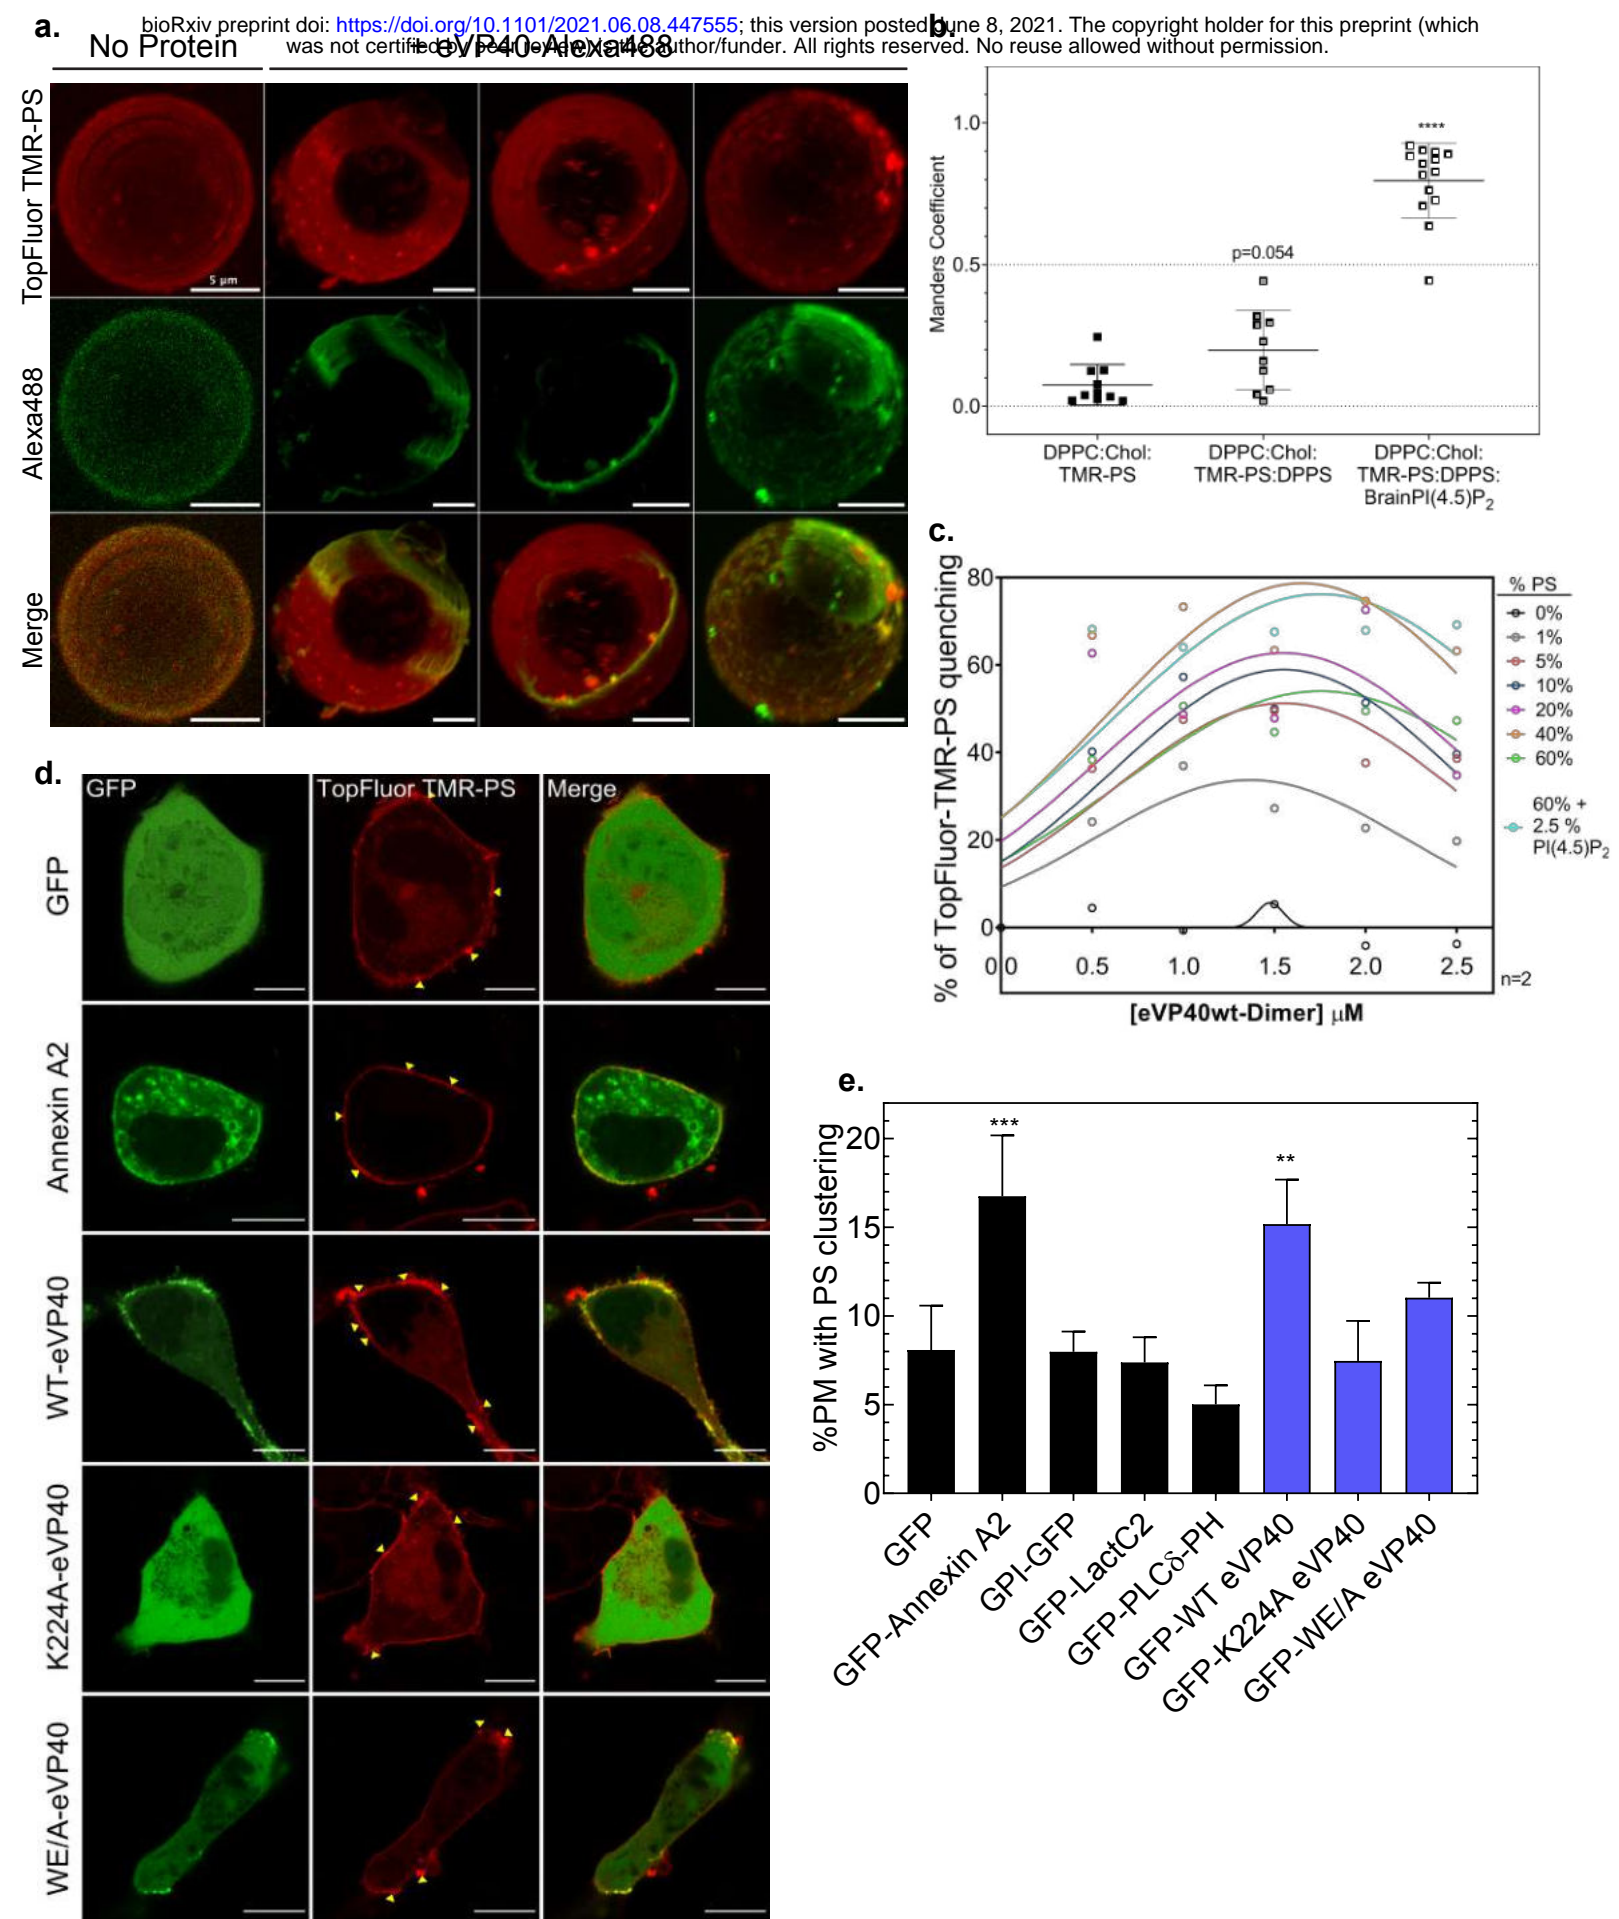 bioRxiv preprint doi: https://doi.org/10.1101/2021.06.08.447555; this version posted June 8, 2021. The copyright holder for this preprint (which
was not certified by peer review) is the author/funder. All rights reserved. No reuse allowed without permission.
a.
No Protein
+ eVP40-Alexa488
TopFluor TMR-PS
5 µm
Alexa488
Merge
b.
Manders Coefficient
1.0
0.5
0.0
p=0.054
****
DPPC:Chol:
TMR-PS
DPPC:Chol:
TMR-PS:DPPS
DPPC:Chol:
TMR-PS:DPPS:
BrainPI(4.5)P2
c.
% of TopFluor-TMR-PS quenching
80
60
40
20
0
0.0
0.5
1.0
1.5
2.0
2.5
[eVP40wt-Dimer] µM
n=2
% PS
0%
1%
5%
10%
20%
40%
60%
60% +
2.5 %
PI(4.5)P2
d.
GFP
TopFluor TMR-PS
Merge
GFP
Annexin A2
WT-eVP40
K224A-eVP40
WE/A-eVP40
e.
%PM with PS clustering
20
15
10
5
0
***
**
GFP
GFP-Annexin A2
GPI-GFP
GFP-LactC2
GFP-PLCδ-PH
GFP-WT eVP40
GFP-K224A eVP40
GFP-WE/A eVP40